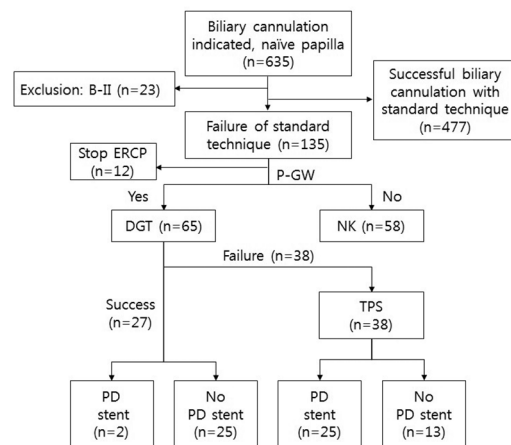 Biliary cannulation
indicated, naïve papilla
(n=635)
Exclusion: B-II (n=23)
Successful biliary
cannulation with
standard technique
(n=477)
Failure of standard
technique (n=135)
Stop ERCP
(n=12)
P-GW
Yes
No
DGT (n=65)
NK (n=58)
Failure (n=38)
Success
(n=27)
TPS
(n=38)
PD
stent
(n=2)
No
PD stent
(n=25)
PD
stent
(n=25)
No
PD stent
(n=13)